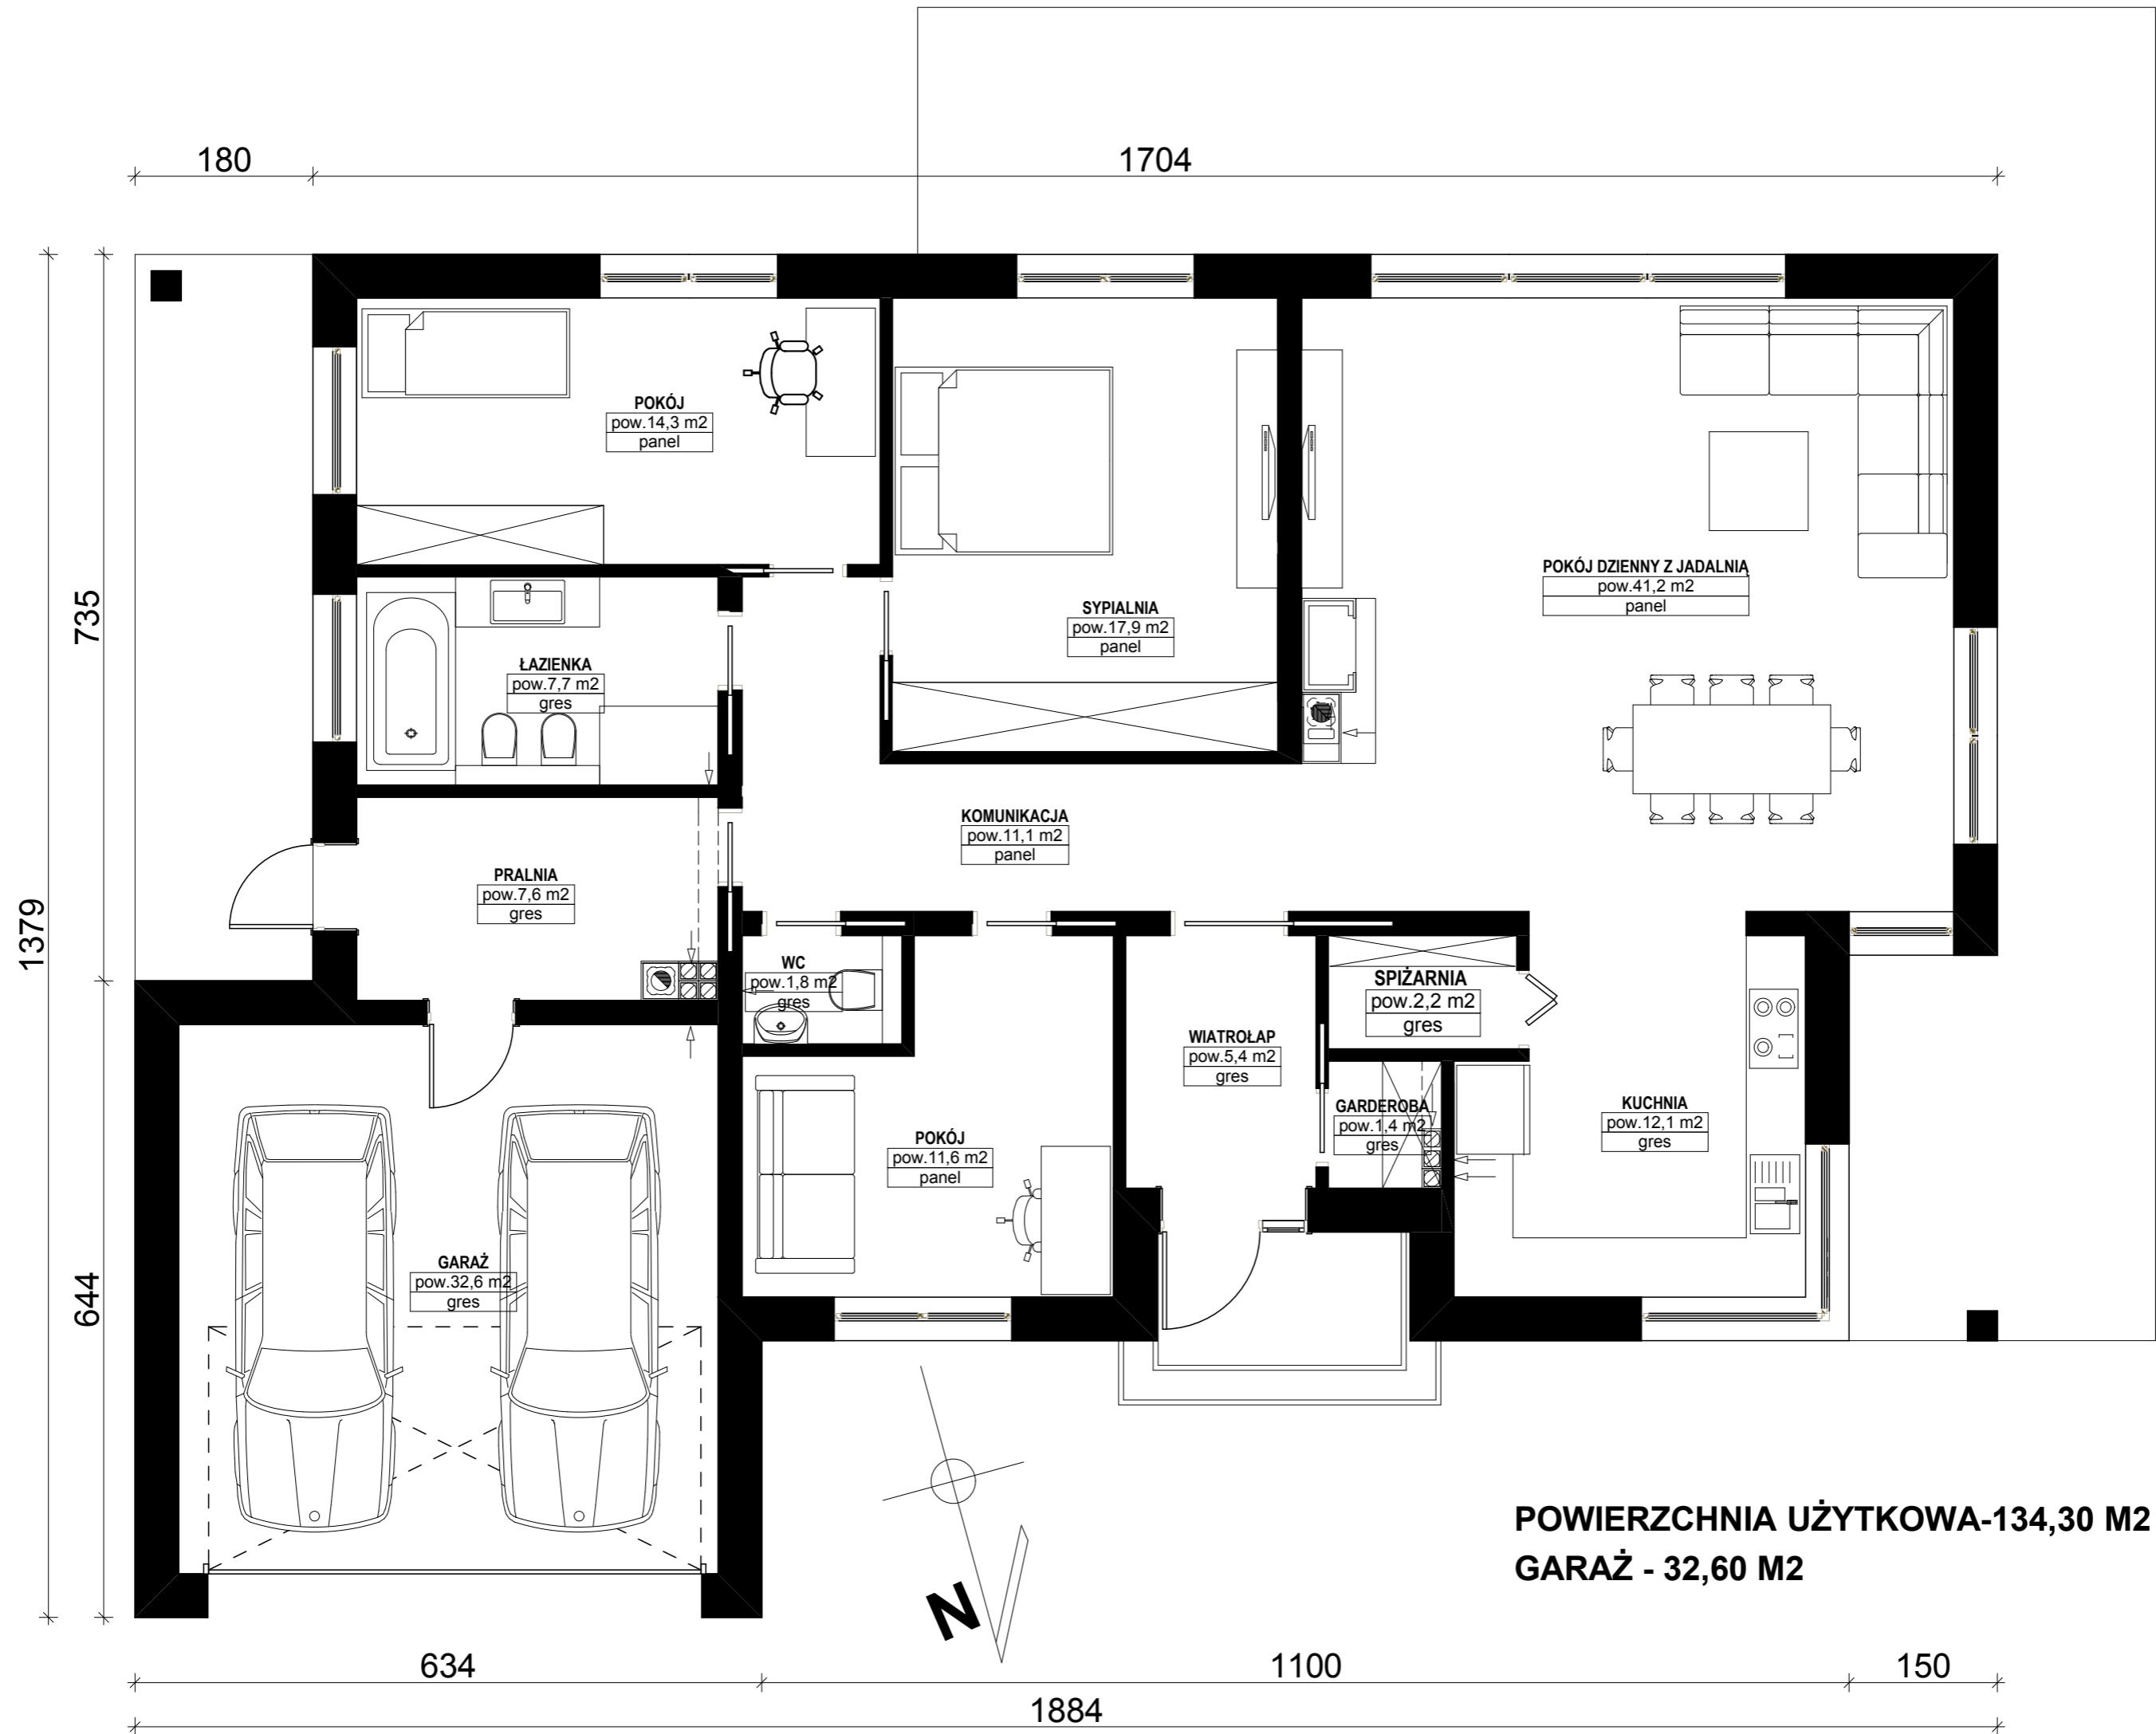 180
1704
POKÓJ
pow.14,3 m2
panel
POKÓJ DZIENNY Z JADALNIĄ
pow.41,2 m2
panel
735
SYPIALNIA
pow.17,9 m2
panel
ŁAZIENKA
pow.7,7 m2
gres
KOMUNIKACJA
pow.11,1 m2
panel
PRALNIA
pow.7,6 m2
gres
1379
WC
pow.1,8 m2
gres
SPIŻARNIA
pow.2,2 m2
gres
WIATROŁAP
pow.5,4 m2
gres
GARDEROBA
pow.1,4 m2
gres
KUCHNIA
pow.12,1 m2
gres
POKÓJ
pow.11,6 m2
panel
644
GARAŻ
pow.32,6 m2
gres
POWIERZCHNIA UŻYTKOWA-134,30 M2
GARAŻ - 32,60 M2
N
634
1100
150
1884